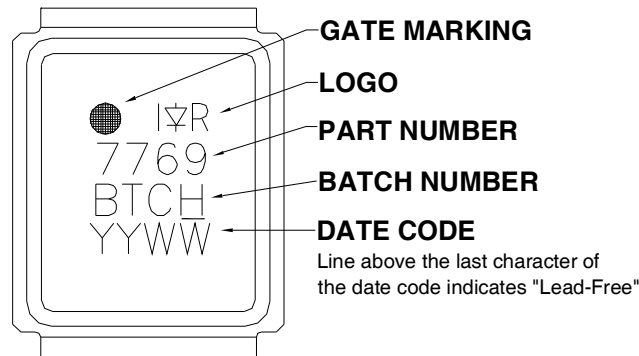 GATE MARKING
LOGO
IR
PART NUMBER
7769
BATCH NUMBER
BTCH
DATE CODE
YYWW
Line above the last character of
the date code indicates "Lead-Free"